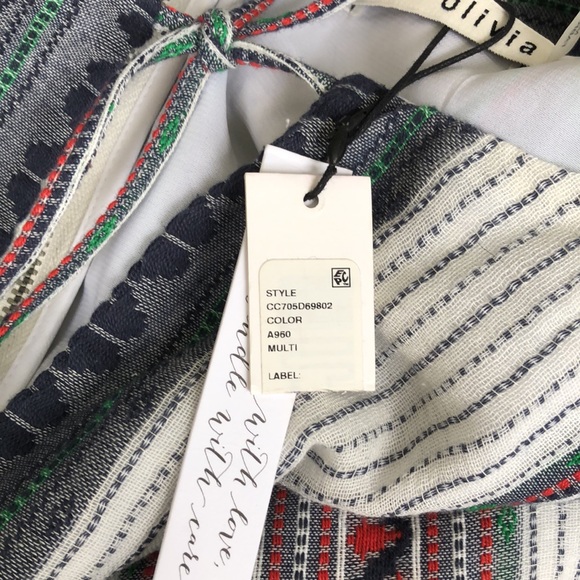 olivia
STYLE
CC705D69802
COLOR
A960
MULTI
LABEL:
handle with care
with love,